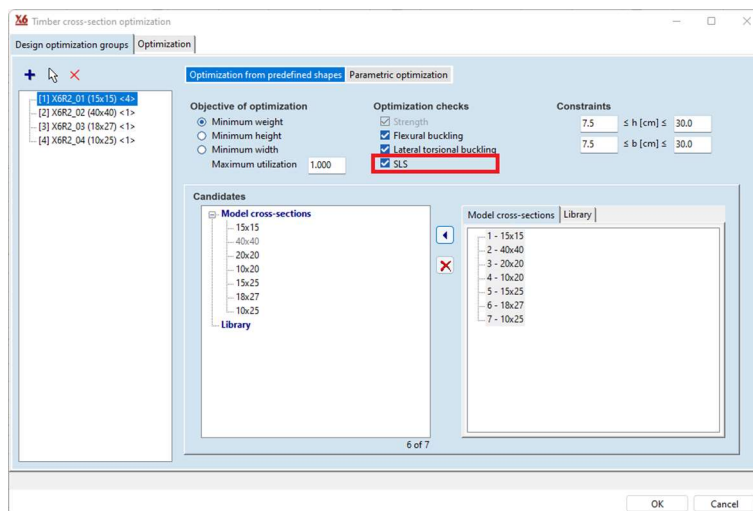 X6 Timber cross-section optimization
Design optimization groups Optimization
[1] X6R2_01 (15x15) <4>
[2] X6R2_02 (40x40) <1>
[3] X6R2_03 (18x27) <1>
[4] X6R2_04 (10x25) <1>
Optimization from predefined shapes Parametric optimization
Objective of optimization
Minimum weight
Minimum height
Minimum width
Maximum utilization 1.000
Optimization checks
Strength
Flexural buckling
Lateral torsional buckling
SLS
Constraints
7.5 ≤ h [cm] ≤ 30.0
7.5 ≤ b [cm] ≤ 30.0
Candidates
Model cross-sections
15x15
40x40
20x20
10x20
15x25
18x27
10x25
Library
6 of 7
Model cross-sections Library
1 - 15x15
2 - 40x40
3 - 20x20
4 - 10x20
5 - 15x25
6 - 18x27
7 - 10x25
OK Cancel